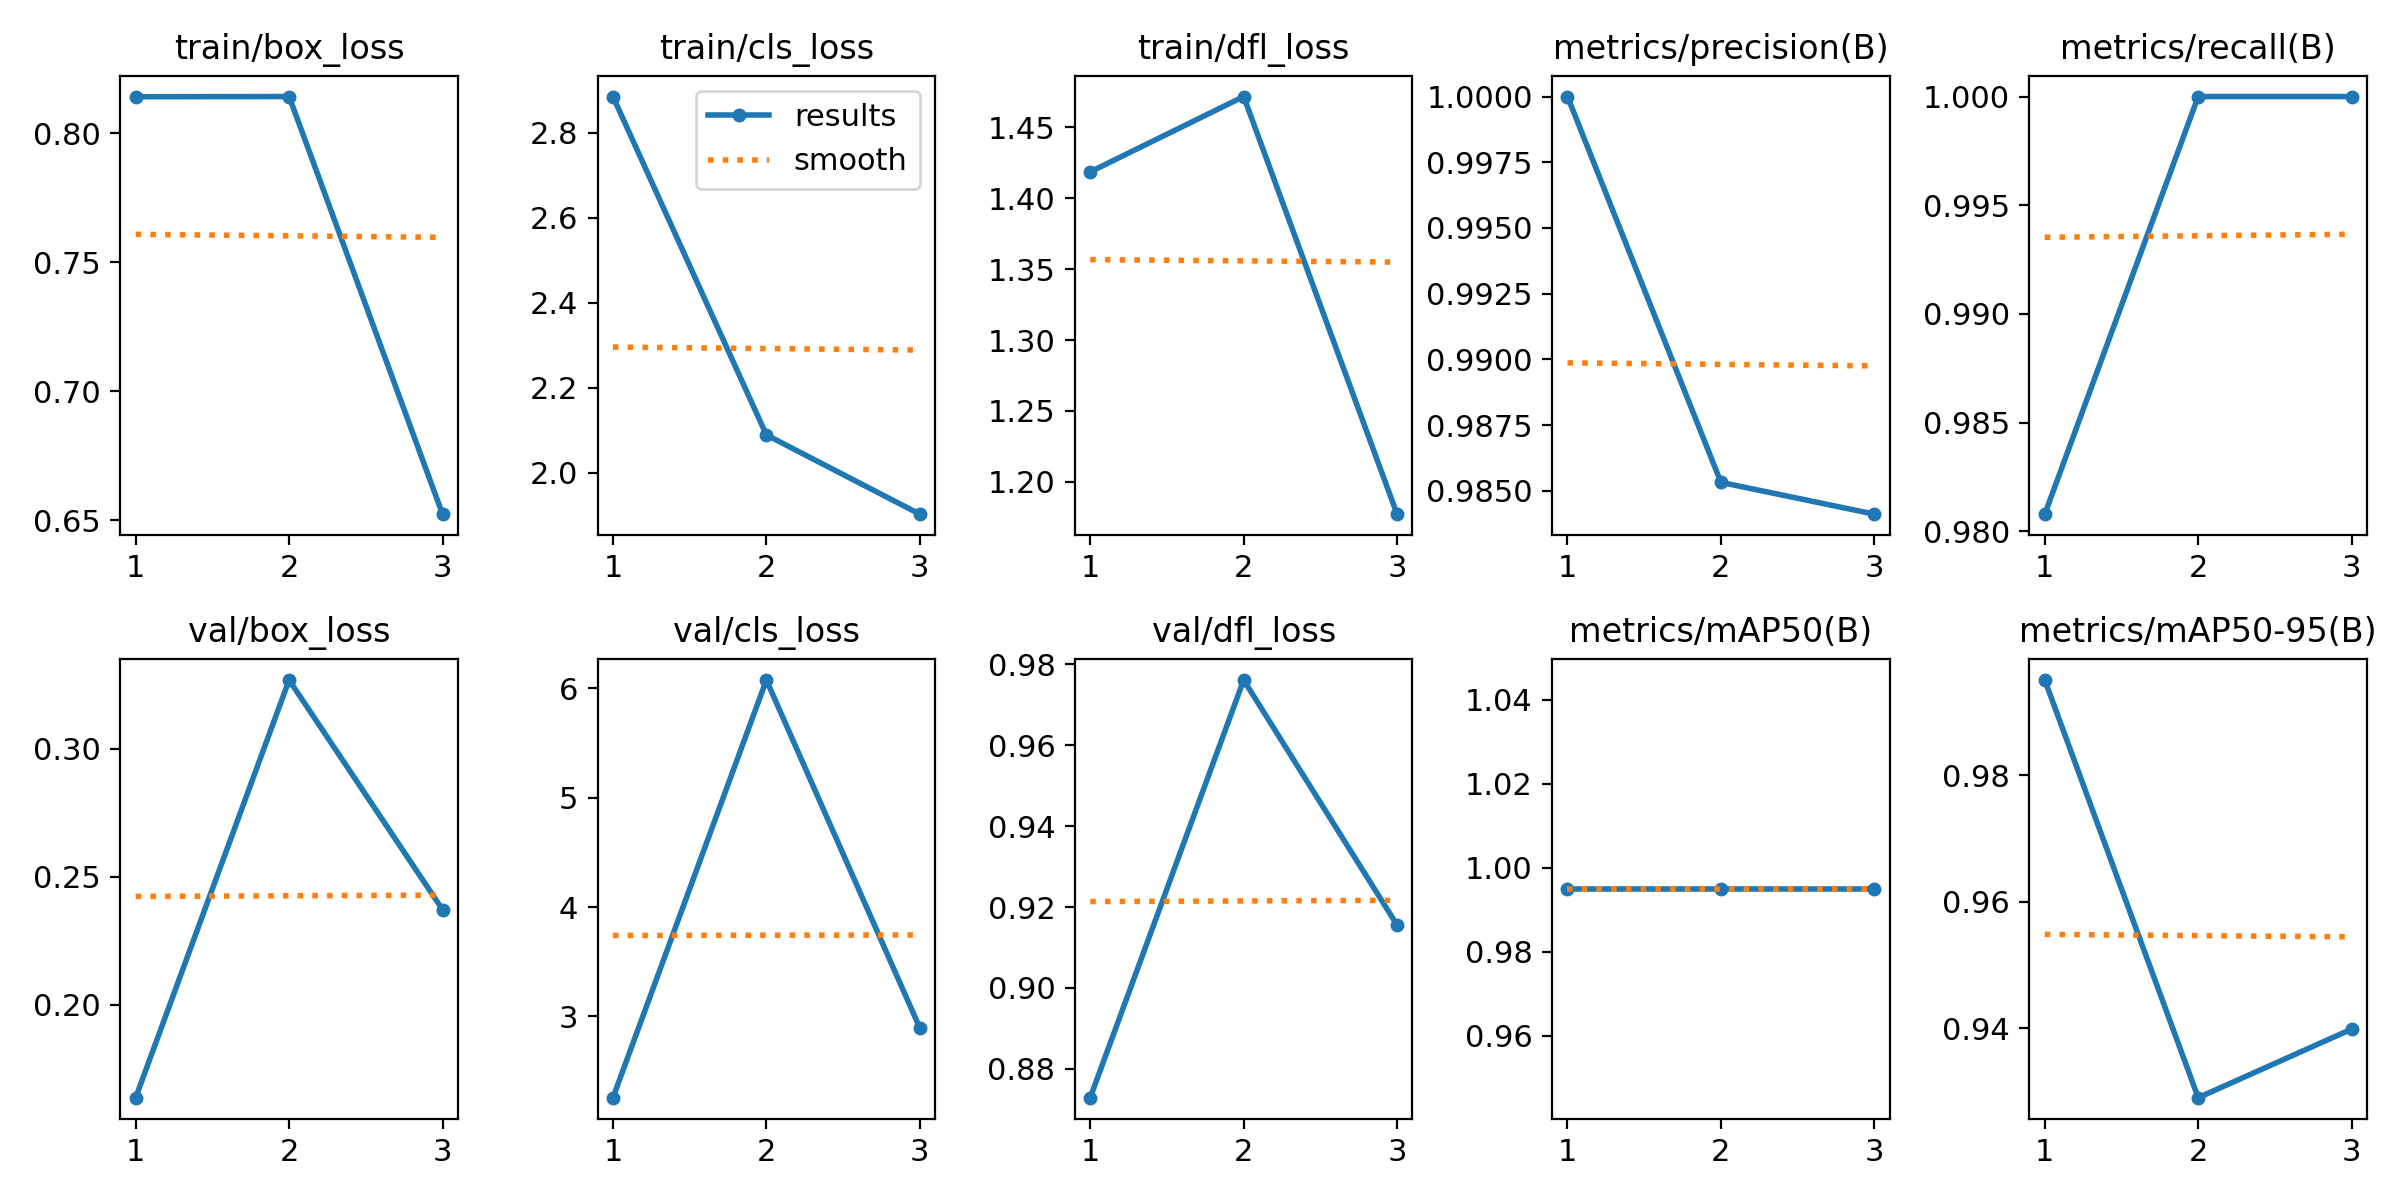 train/box_loss
0.80
0.75
0.70
0.65
1 2 3
train/cls_loss
results
smooth
2.8
2.6
2.4
2.2
2.0
1 2 3
train/dfl_loss
1.45
1.40
1.35
1.30
1.25
1.20
1 2 3
metrics/precision(B)
1.0000
0.9975
0.9950
0.9925
0.9900
0.9875
0.9850
1 2 3
metrics/recall(B)
1.000
0.995
0.990
0.985
0.980
1 2 3
val/box_loss
0.30
0.25
0.20
1 2 3
val/cls_loss
6
5
4
3
1 2 3
val/dfl_loss
0.98
0.96
0.94
0.92
0.90
0.88
1 2 3
metrics/mAP50(B)
1.04
1.02
1.00
0.98
0.96
1 2 3
metrics/mAP50-95(B)
0.98
0.96
0.94
1 2 3